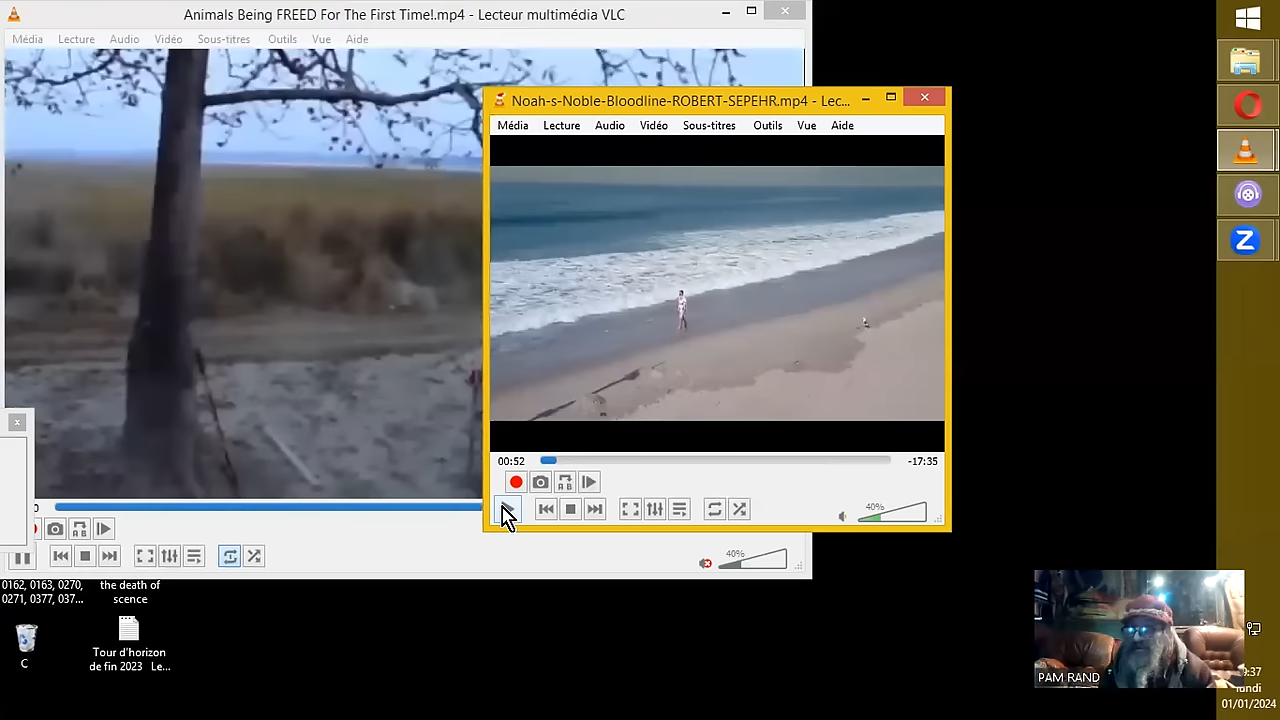 Animals Being FREED For The First Time!.mp4 - Lecteur multimédia VLC
Média Lecture Audio Vidéo Sous-titres Outils Vue Aide
Noah-s-Noble-Bloodline-ROBERT-SEPEHR.mp4 - Lec...
Média Lecture Audio Vidéo Sous-titres Outils Vue Aide
00:52
-17:35
A B
40%
0
A B
40%
0162, 0163, 0270,
0271, 0377, 037...
the death of
scence
C
Tour d'horizon
de fin 2023 Le...
Z
PAM RAND
:37
lundi
01/01/2024